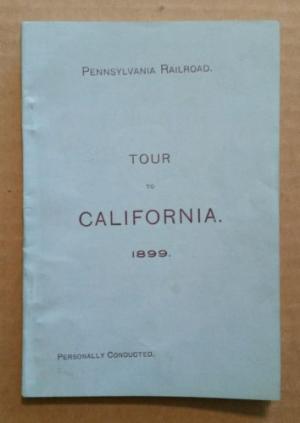 PENNSYLVANIA RAILROAD.
TOUR
TO
CALIFORNIA.
1899.
PERSONALLY CONDUCTED.